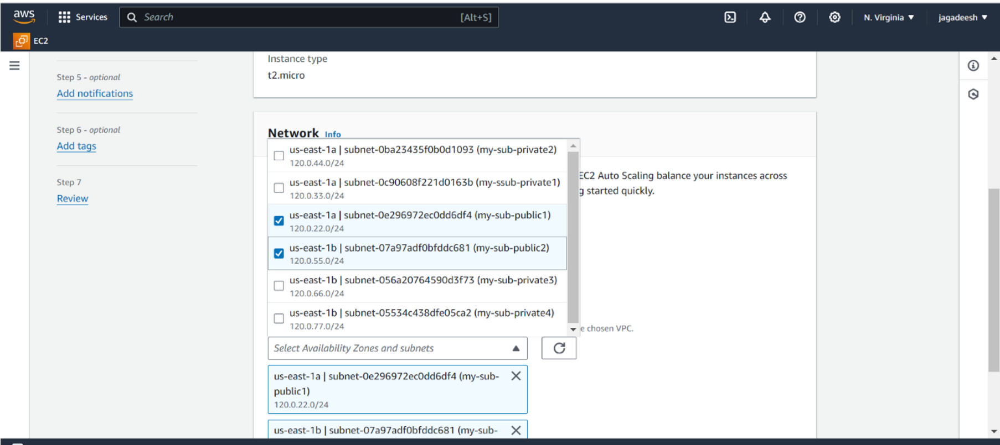 aws
Services
Search
[Alt+S]
N. Virginia
jagadeesh
EC2
Step 5 - optional
Add notifications
Step 6 - optional
Add tags
Step 7
Review
Instance type
t2.micro
Network Info
us-east-1a | subnet-0ba23435f0b0d1093 (my-sub-private2)
120.0.44.0/24
us-east-1a | subnet-0c90608f221d0163b (my-ssub-private1)
120.0.33.0/24
us-east-1a | subnet-0e296972ec0dd6df4 (my-sub-public1)
120.0.22.0/24
us-east-1b | subnet-07a97adf0bfddc681 (my-sub-public2)
120.0.55.0/24
us-east-1b | subnet-056a20764590d3f73 (my-sub-private3)
120.0.66.0/24
us-east-1b | subnet-05534c438dfe05ca2 (my-sub-private4)
120.0.77.0/24
EC2 Auto Scaling balance your instances across
g started quickly.
e chosen VPC.
Select Availability Zones and subnets
us-east-1a | subnet-0e296972ec0dd6df4 (my-sub-
public1)
120.0.22.0/24
us-east-1b | subnet-07a97adf0bfddc681 (my-sub-